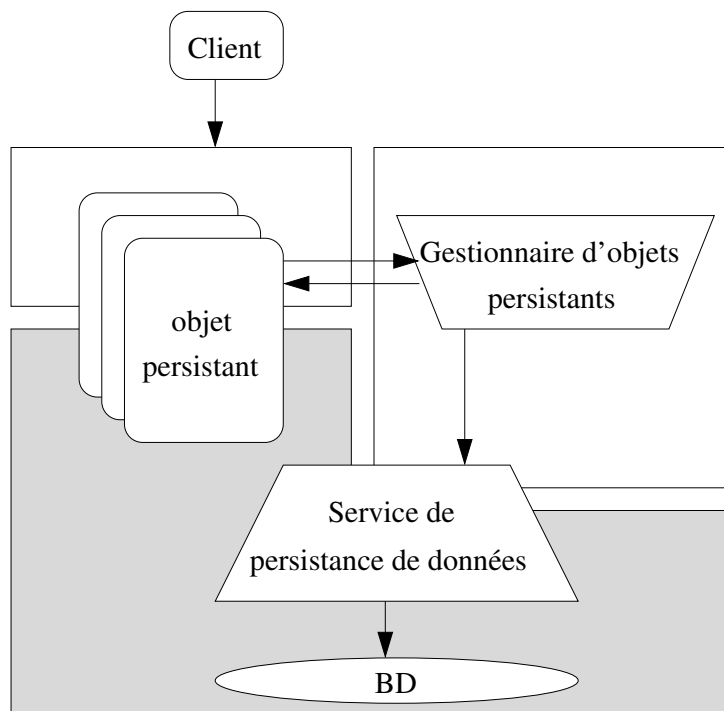 Client
Gestionnaire d'objets
persistants
objet
persistant
Service de
persistance de données
BD